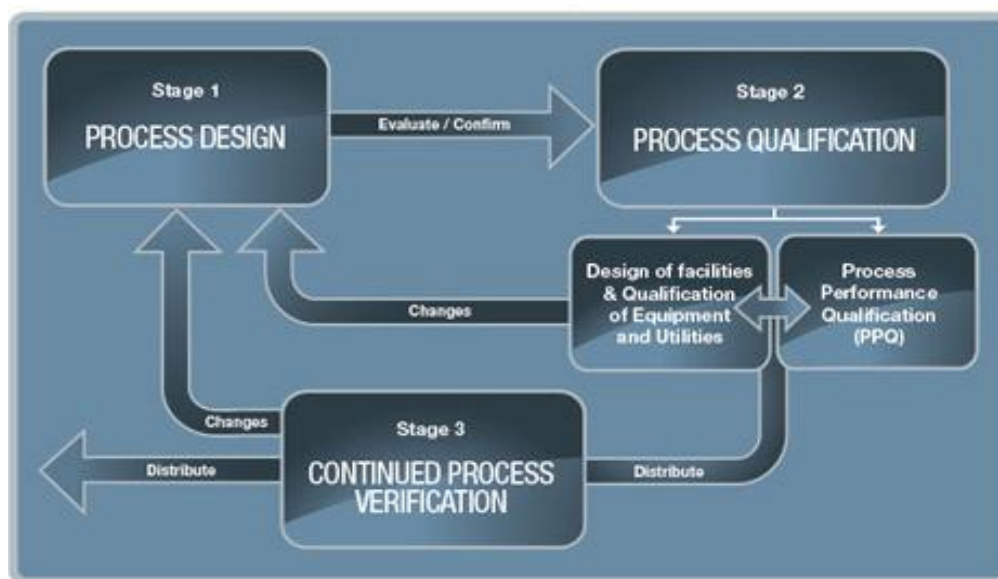 Stage 1
PROCESS DESIGN
Evaluate / Confirm
Stage 2
PROCESS QUALIFICATION
Design of facilities
& Qualification
of Equipment
and Utilities
Process
Performance
Qualification
(PPQ)
Changes
Changes
Stage 3
CONTINUED PROCESS
VERIFICATION
Distribute
Distribute